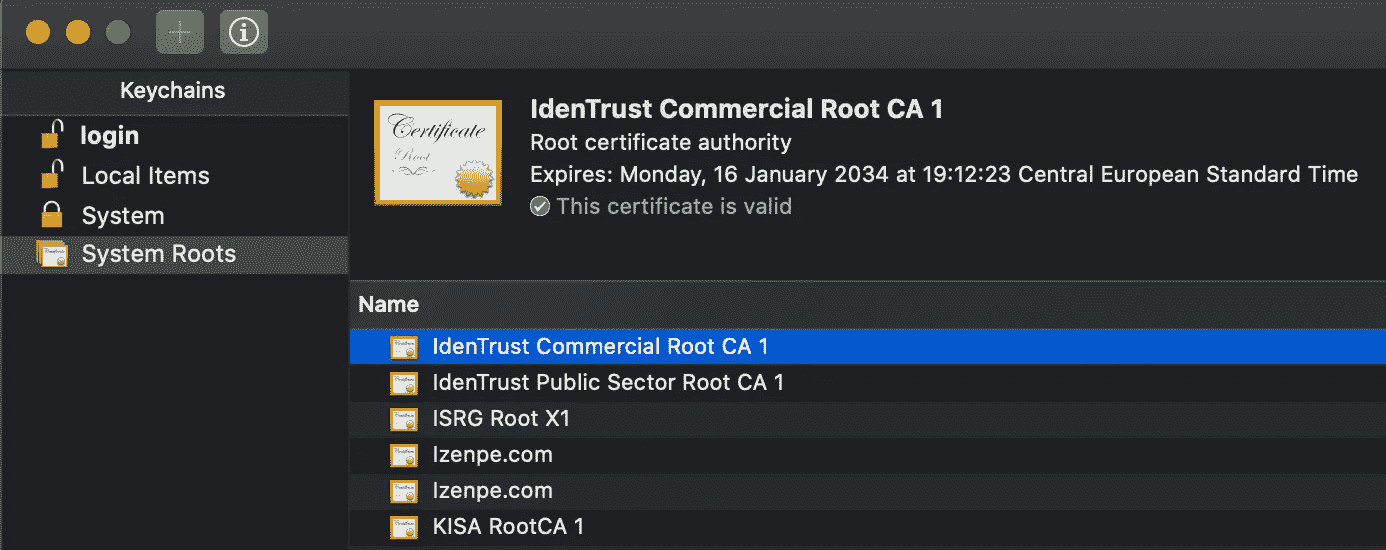 Keychains
login
Local Items
System
System Roots
Certificate
Root
IdenTrust Commercial Root CA 1
Root certificate authority
Expires: Monday, 16 January 2034 at 19:12:23 Central European Standard Time
This certificate is valid
Name
IdenTrust Commercial Root CA 1
IdenTrust Public Sector Root CA 1
ISRG Root X1
Izenpe.com
Izenpe.com
KISA RootCA 1